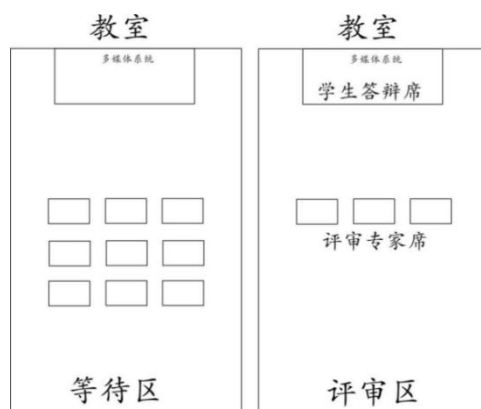 教室
多媒体系统
等待区
教室
多媒体系统
学生答辩席
评审专家席
评审区